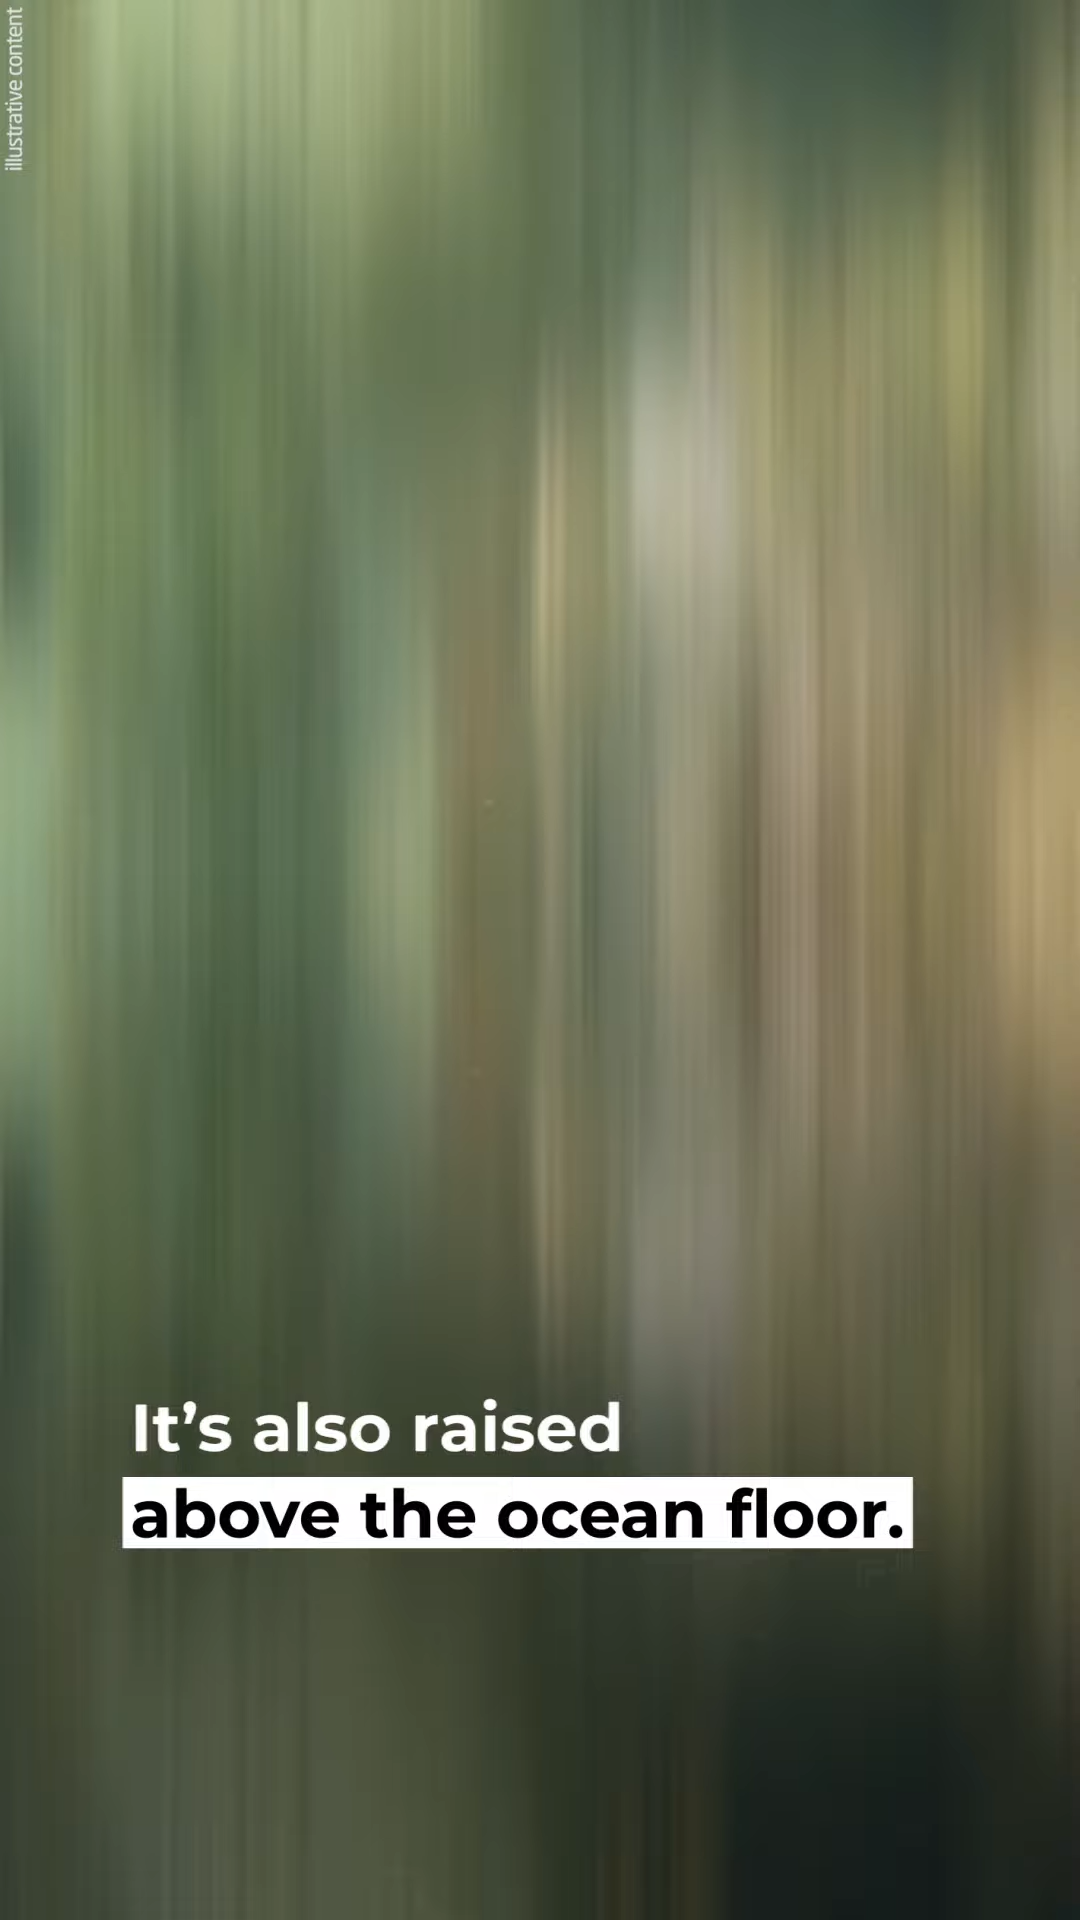 illustrative content
It’s also raised
above the ocean floor.